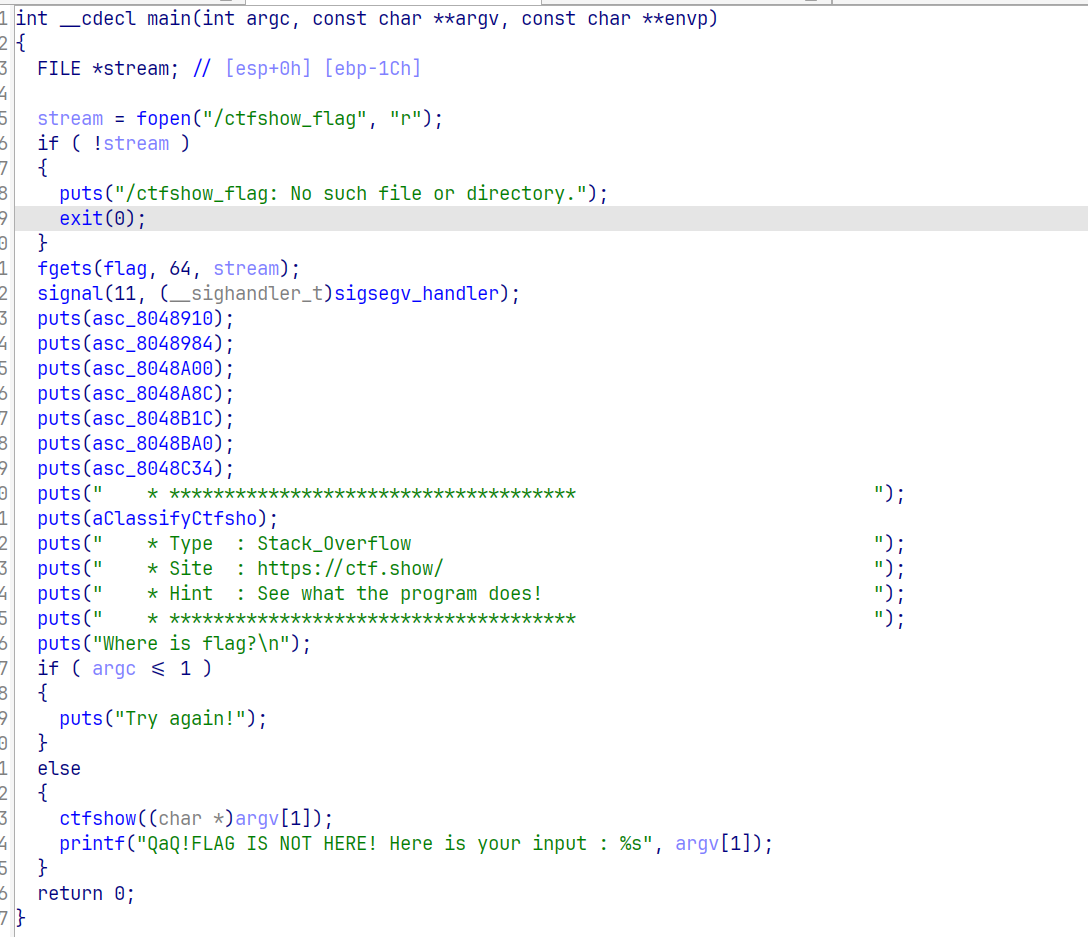 1 int __cdecl main(int argc, const char **argv, const char **envp)
2 {
3   FILE *stream; // [esp+0h] [ebp-1Ch]
4
5   stream = fopen("/ctfshow_flag", "r");
6   if ( !stream )
7   {
8     puts("/ctfshow_flag: No such file or directory.");
9     exit(0);
0   }
1   fgets(flag, 64, stream);
2   signal(11, (__sighandler_t)sigsegv_handler);
3   puts(asc_8048910);
4   puts(asc_8048984);
5   puts(asc_8048A00);
6   puts(asc_8048A8C);
7   puts(asc_8048B1C);
8   puts(asc_8048BA0);
9   puts(asc_8048C34);
0   puts("    * *************************************                           ");
1   puts(aClassifyCtfsho);
2   puts("    * Type  : Stack_Overflow                                          ");
3   puts("    * Site  : https://ctf.show/                                       ");
4   puts("    * Hint  : See what the program does!                              ");
5   puts("    * *************************************                           ");
6   puts("Where is flag?\n");
7   if ( argc ≤ 1 )
8   {
9     puts("Try again!");
0   }
1   else
2   {
3     ctfshow((char *)argv[1]);
4     printf("QaQ!FLAG IS NOT HERE! Here is your input : %s", argv[1]);
5   }
6   return 0;
7 }